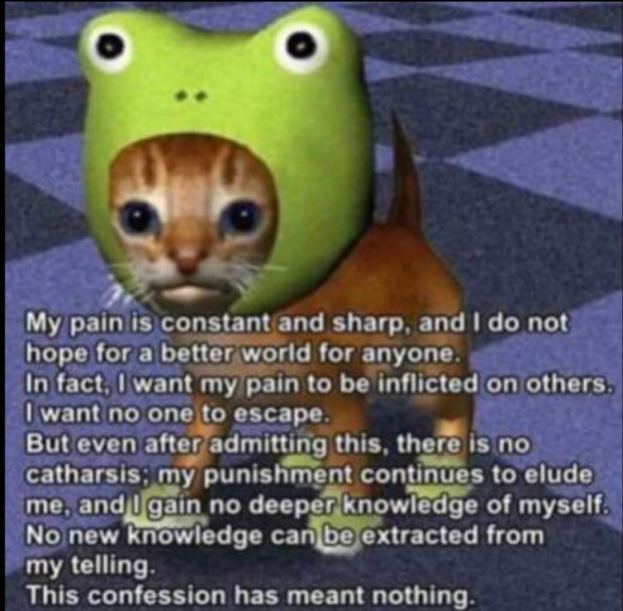 My pain is constant and sharp, and I do not
hope for a better world for anyone.
In fact, I want my pain to be inflicted on others.
I want no one to escape.
But even after admitting this, there is no
catharsis; my punishment continues to elude
me, and I gain no deeper knowledge of myself.
No new knowledge can be extracted from
my telling.
This confession has meant nothing.